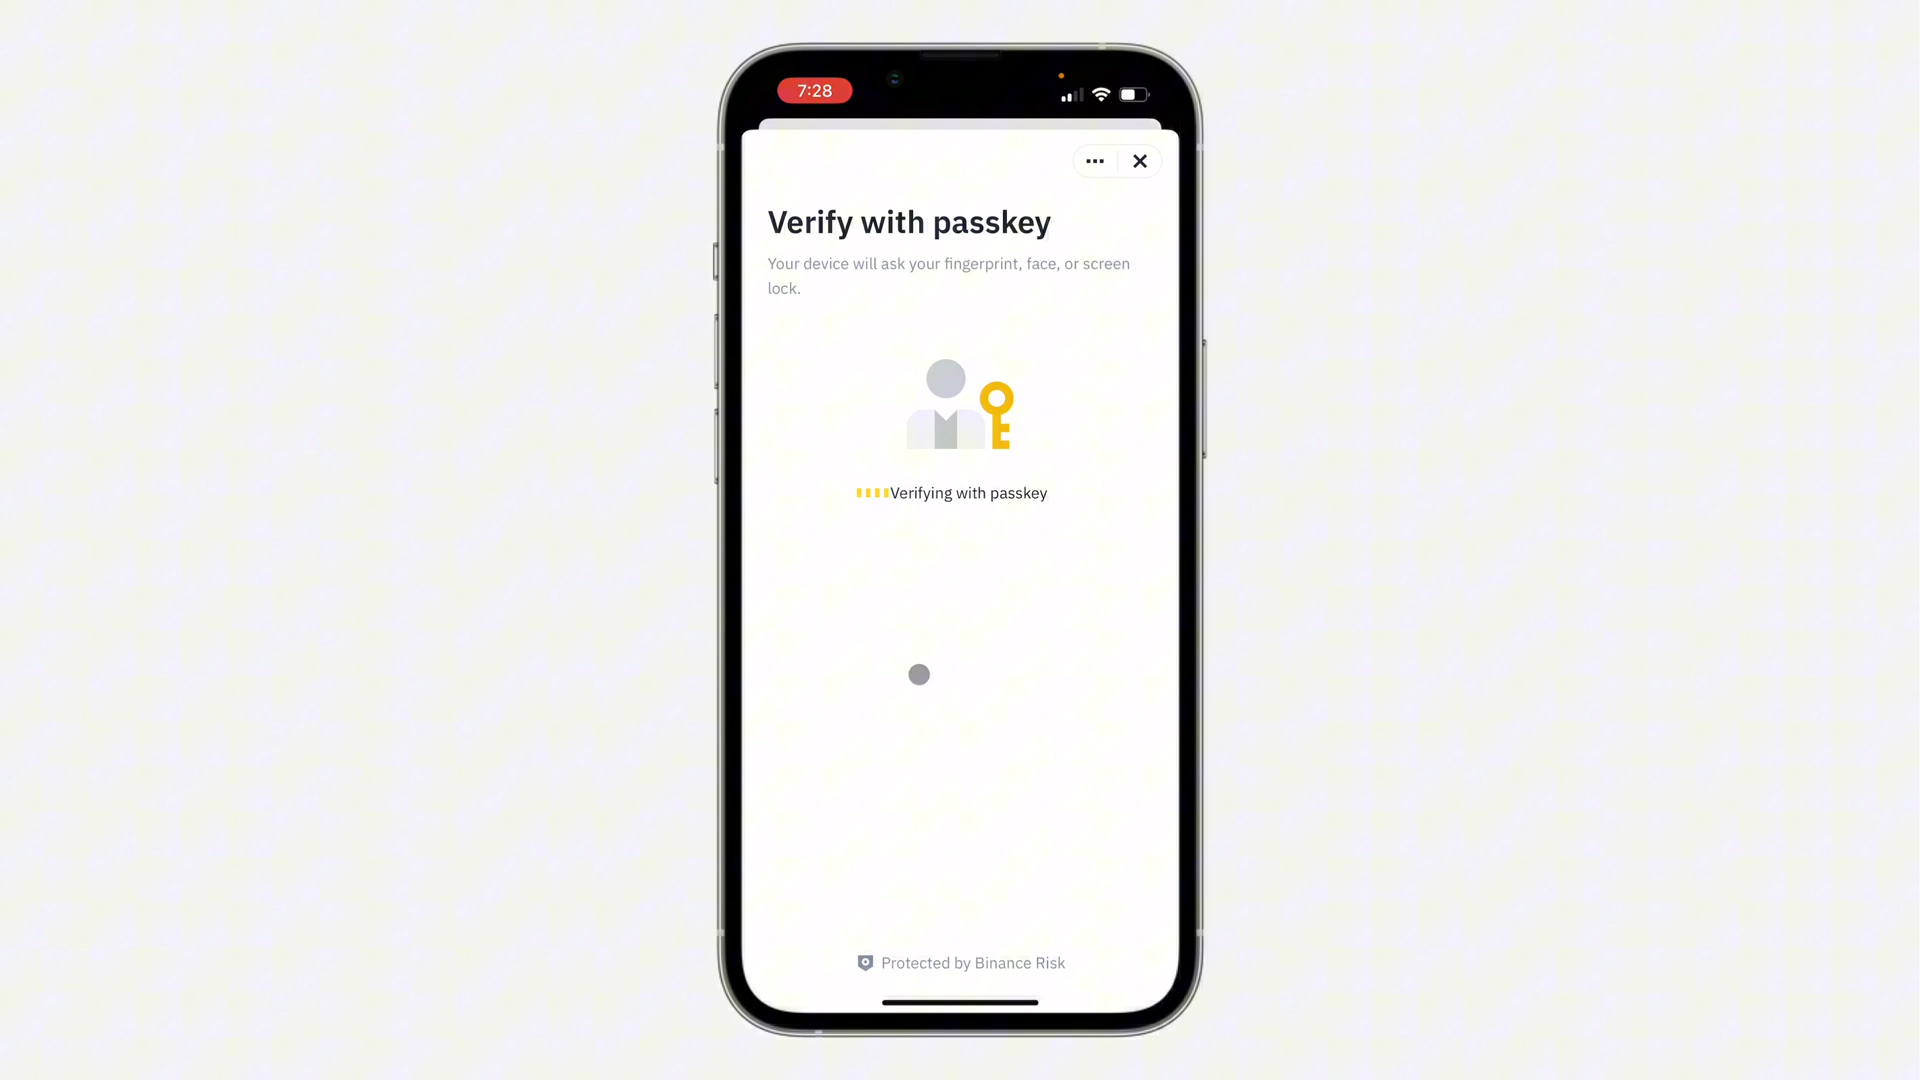 7:28
Verify with passkey
Your device will ask your fingerprint, face, or screen
lock.
Verifying with passkey
Protected by Binance Risk